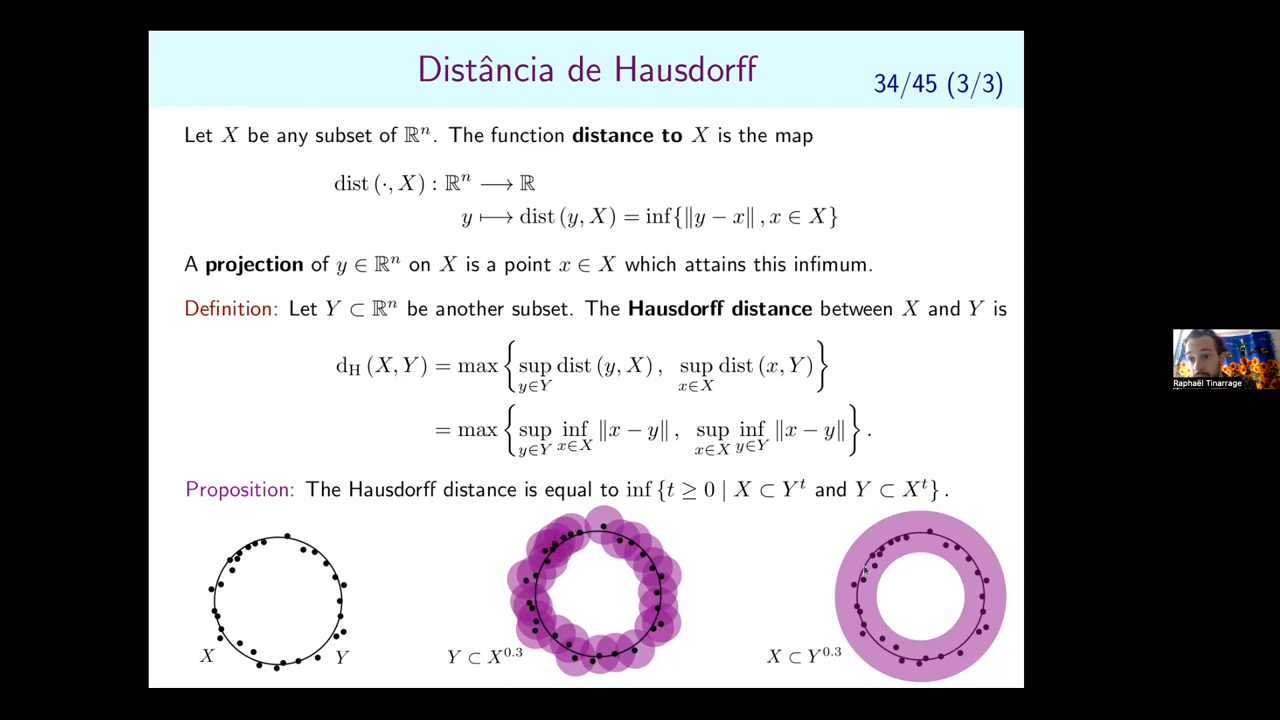 Distância de Hausdorff
34/45 (3/3)
Let X be any subset of ℝⁿ. The function distance to X is the map
dist (·, X) : ℝⁿ ⟶ ℝ
y ⟼ dist (y, X) = inf{‖y − x‖ , x ∈ X}
A projection of y ∈ ℝⁿ on X is a point x ∈ X which attains this infimum.
Definition: Let Y ⊂ ℝⁿ be another subset. The Hausdorff distance between X and Y is
d_H (X, Y) = max { sup_{y∈Y} dist (y, X) , sup_{x∈X} dist (x, Y) }
= max { sup_{y∈Y} inf_{x∈X} ‖x − y‖ , sup_{x∈X} inf_{y∈Y} ‖x − y‖ } .
Proposition: The Hausdorff distance is equal to inf {t ≥ 0 | X ⊂ Yᵗ and Y ⊂ Xᵗ} .
X
Y
Y ⊂ X^{0.3}
X ⊂ Y^{0.3}
Raphaël Tinarrage